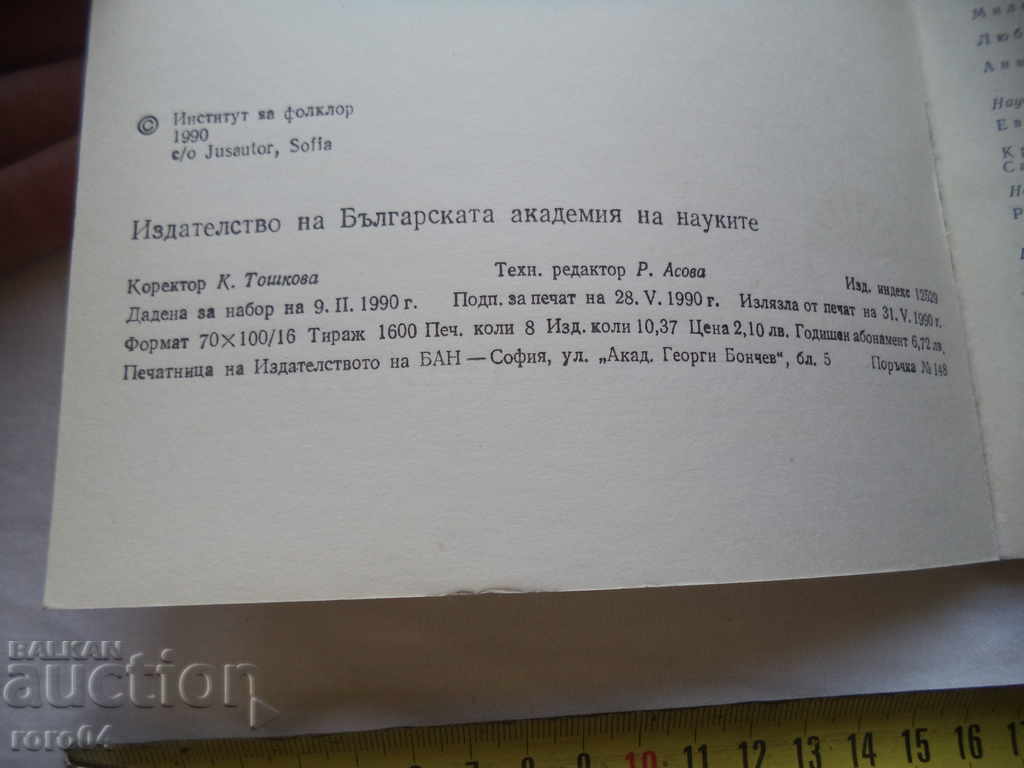 © Институт за фолклор
1990
c/o Jusautor, Sofia
Издателство на Българската академия на науките
Коректор К. Тошкова Техн. редактор Р. Асова Изд. индекс 12529
Дадена за набор на 9. II. 1990 г. Подп. за печат на 28. V. 1990 г. Излязла от печат на 31. V. 1990 г.
Формат 70×100/16 Тираж 1600 Печ. коли 8 Изд. коли 10,37 Цена 2,10 лв. Годишен абонамент 6,72 лв.
Печатница на Издателството на БАН — София, ул. „Акад. Георги Бончев", бл. 5 Поръчка № 148
BALKAN
auction
roro04
10 11 12 13 14 15 16